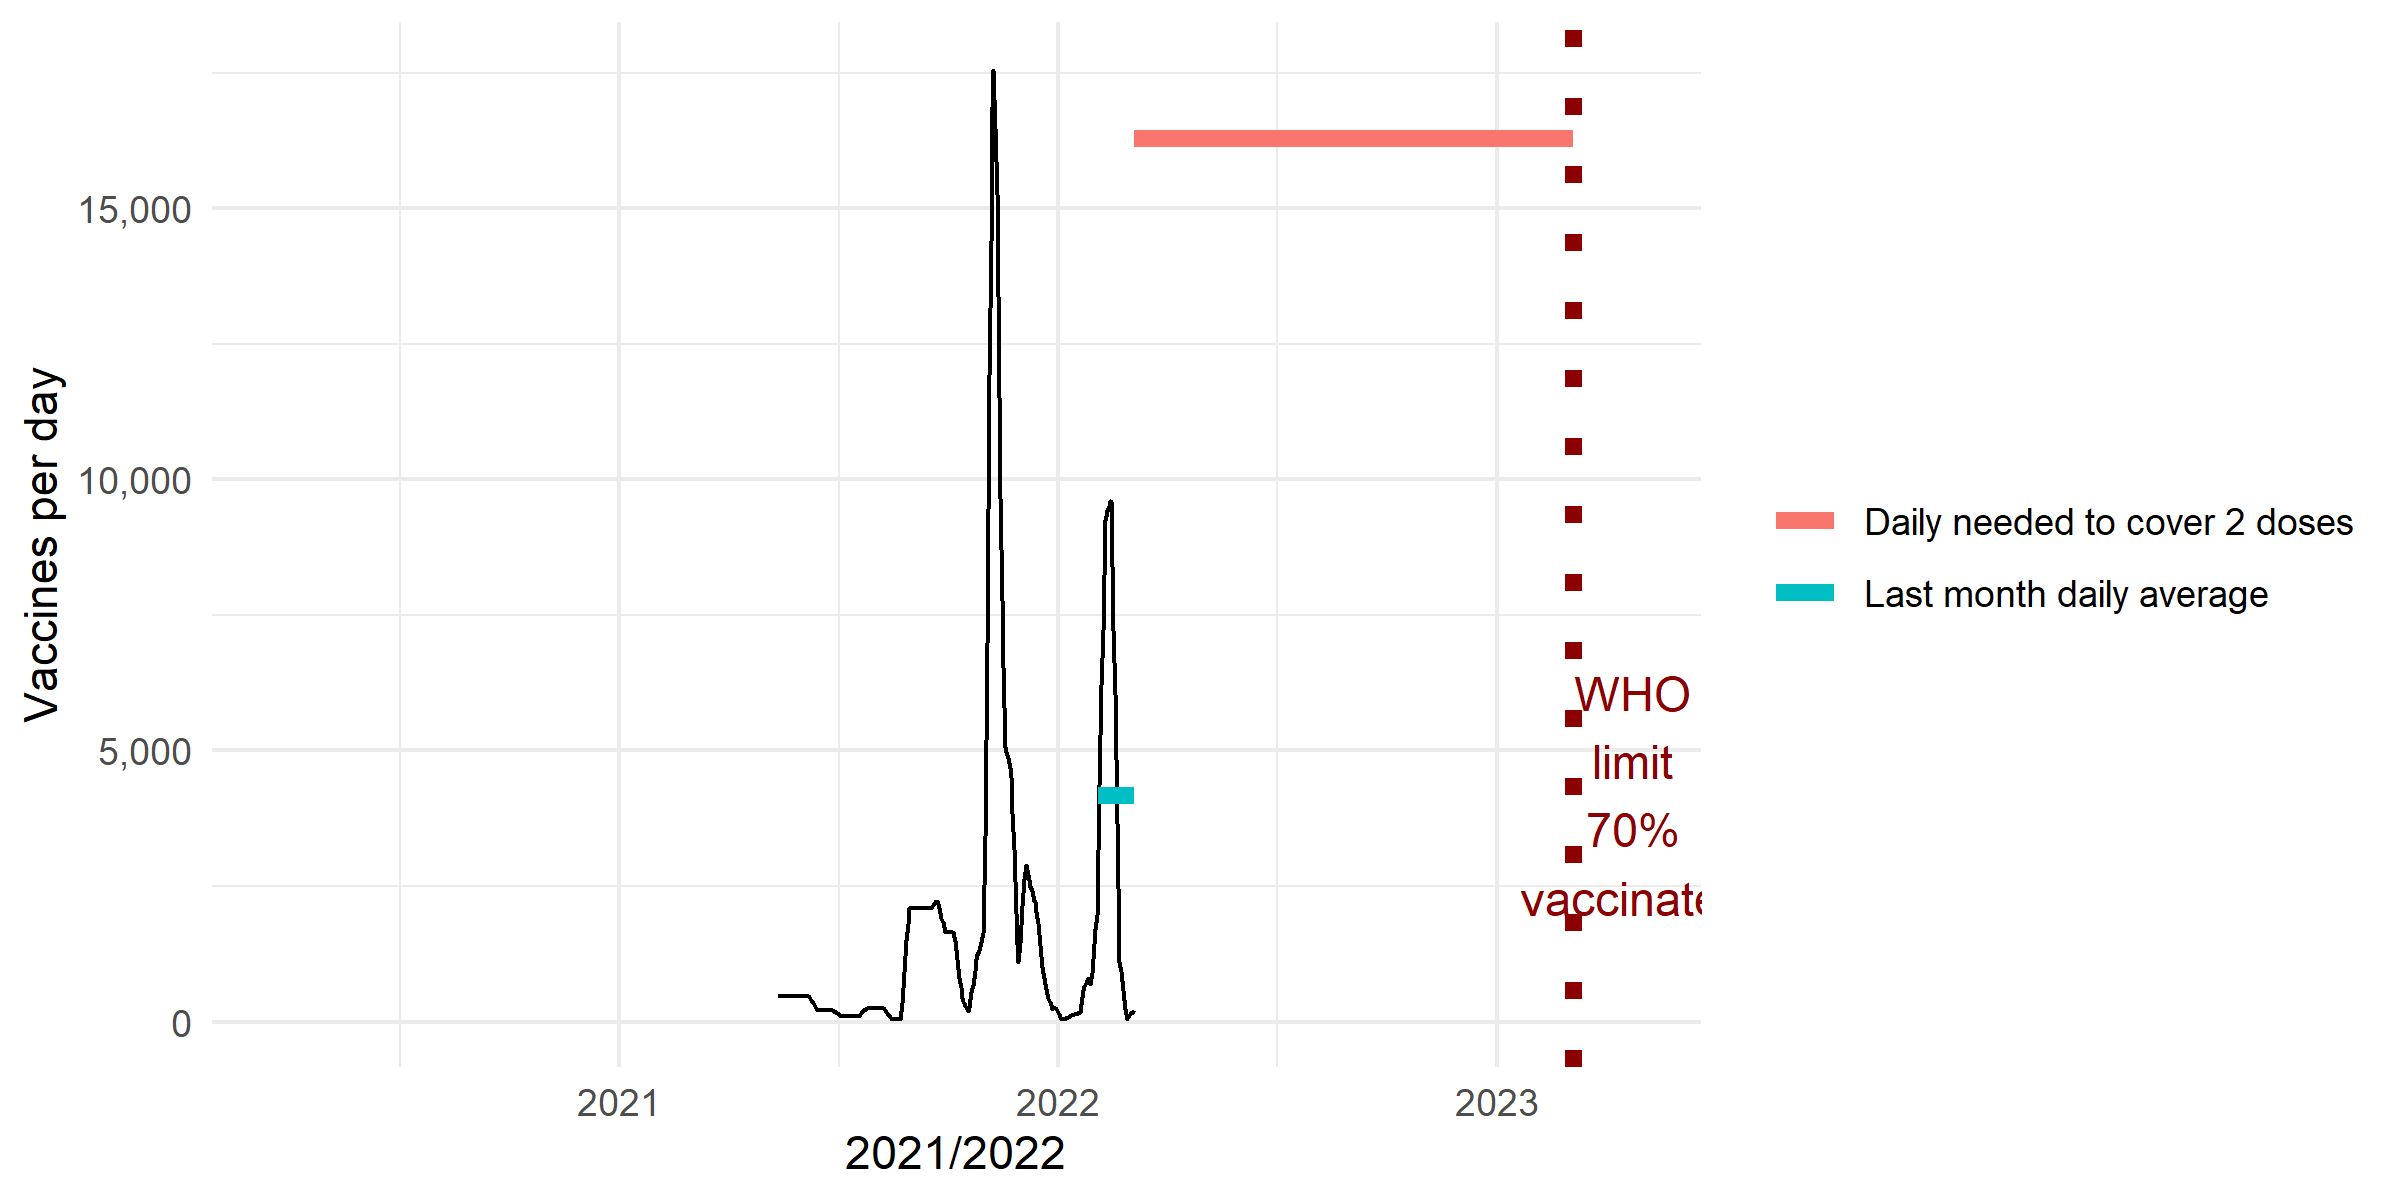 Vaccines per day
15,000
10,000
5,000
0
WHO
limit
70%
vaccinate
2021
2022
2023
2021/2022
Daily needed to cover 2 doses
Last month daily average